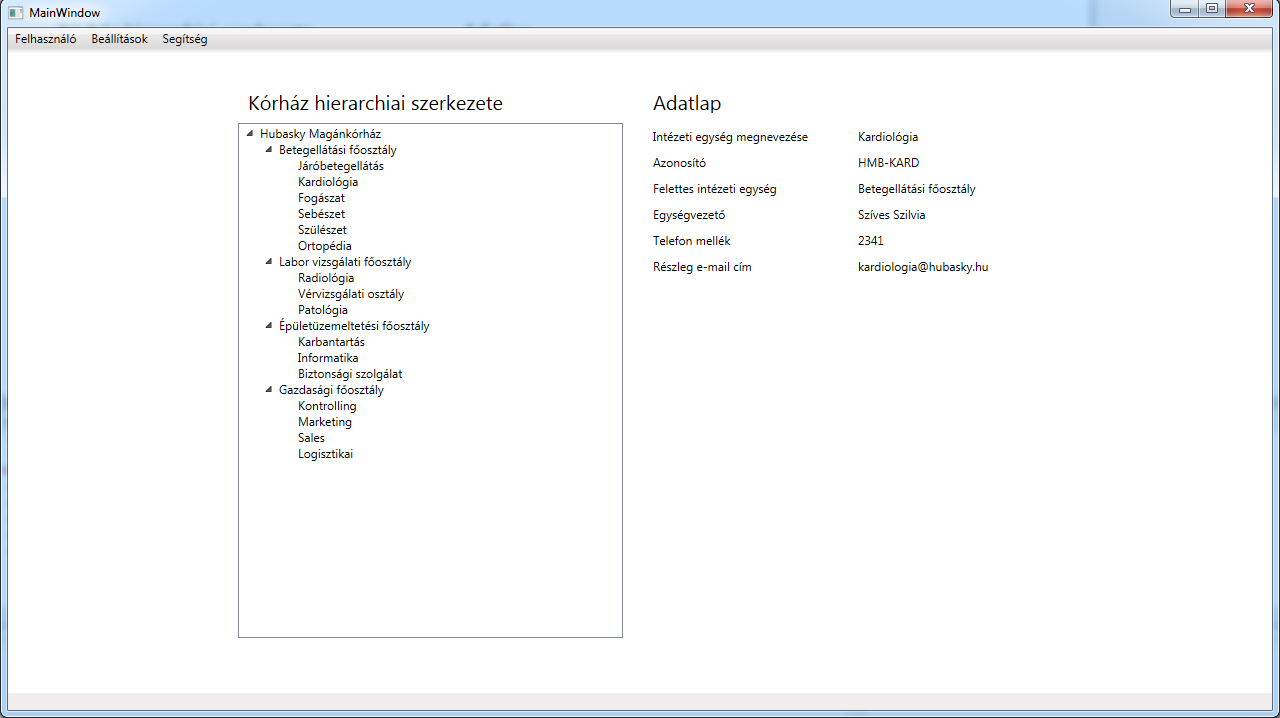 MainWindow
Felhasználó Beállítások Segítség
Kórház hierarchiai szerkezete
Hubasky Magánkórház
Betegellátási főosztály
Járóbetegellátás
Kardiológia
Fogászat
Sebészet
Szülészet
Ortopédia
Labor vizsgálati főosztály
Radiológia
Vérvizsgálati osztály
Patológia
Épületüzemeltetési főosztály
Karbantartás
Informatika
Biztonsági szolgálat
Gazdasági főosztály
Kontrolling
Marketing
Sales
Logisztikai
Adatlap
Intézeti egység megnevezése Kardiológia
Azonosító HMB-KARD
Felettes intézeti egység Betegellátási főosztály
Egységvezető Szíves Szilvia
Telefon mellék 2341
Részleg e-mail cím kardiologia@hubasky.hu